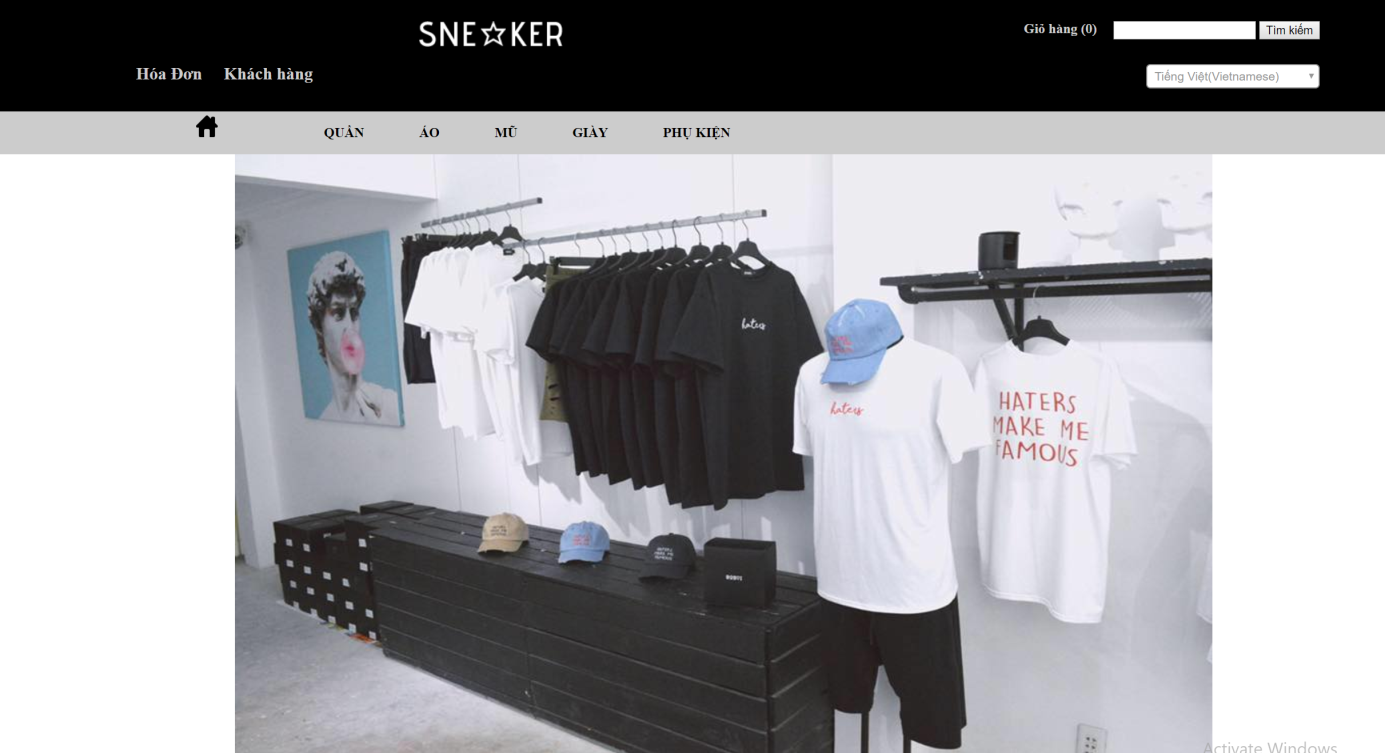 SNE☆KER
Giỏ hàng (0)
Tìm kiếm
Hóa Đơn Khách hàng
Tiếng Việt(Vietnamese)
QUẦN ÁO MŨ GIÀY PHỤ KIỆN
haters
haters
HATERS
MAKE ME
FAMOUS
Activate Windows